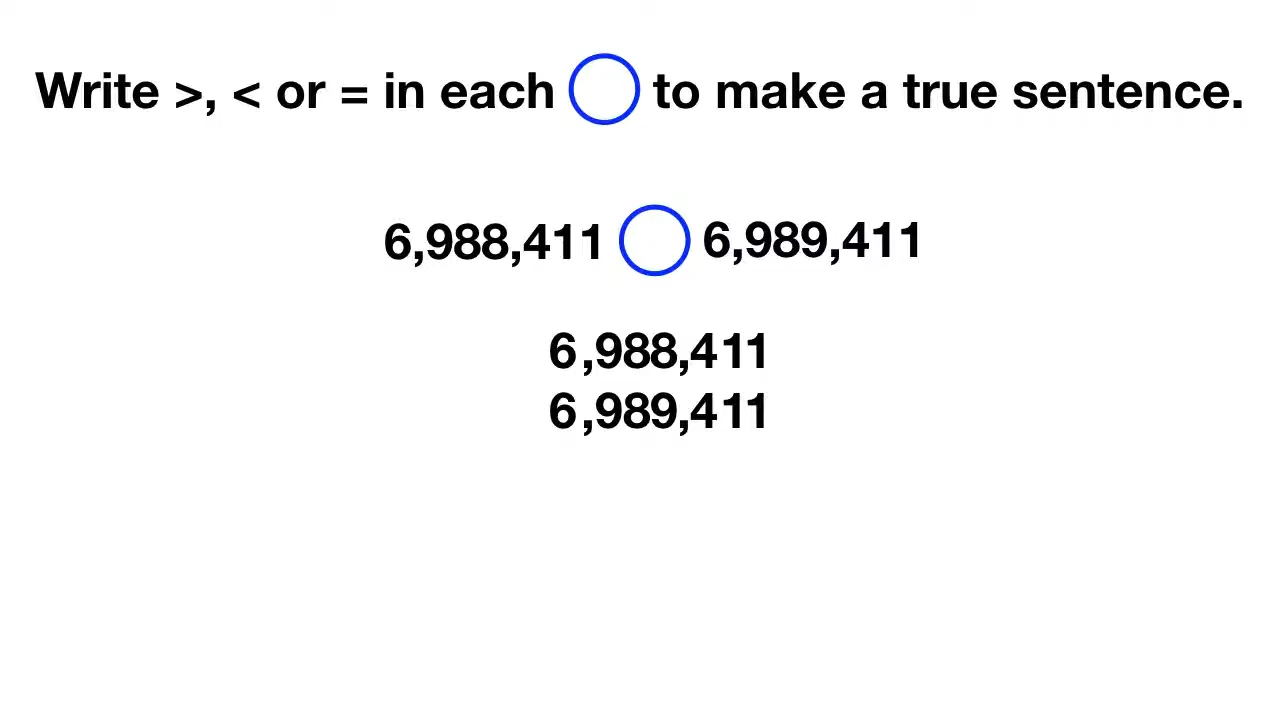 Write >, < or = in each to make a true sentence.
6,988,411 6,989,411
6,988,411
6,989,411